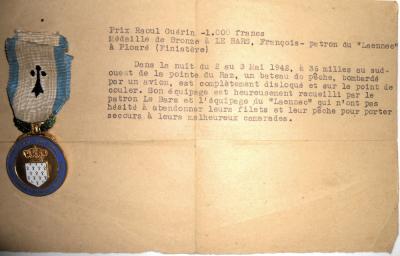 Prix Raoul Guérin -1.000 francs
Médaille de Bronze à LE BARS, François- patron du "Laennec"
à Ploaré (Finistère)
Dans la nuit du 2 au 3 Mai 1942, à 35 milles au sud-
ouest de la pointe du Raz, un bateau de pêche, bombardé
par un avion, est complètement disloqué et sur le point de
couler. Son équipage est heureusement recueilli par le
patron Le Bars et l'équipage du "Laennec" qui n'ont pas
hésité à abandonner leurs filets et leur pêche pour porter
secours à leurs malheureux camarades.